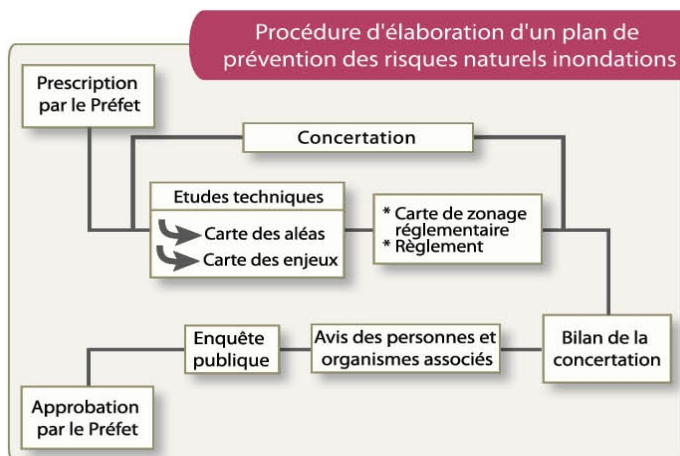 Procédure d'élaboration d'un plan de
prévention des risques naturels inondations
Prescription
par le Préfet
Concertation
Etudes techniques
Carte des aléas
Carte des enjeux
* Carte de zonage
réglementaire
* Règlement
Bilan de la
concertation
Avis des personnes et
organismes associés
Enquête
publique
Approbation
par le Préfet